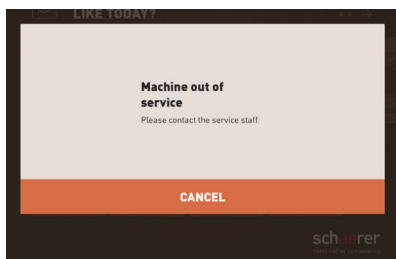 LIKE TODAY?
Machine out of
service
Please contact the service staff
CANCEL
schaerer